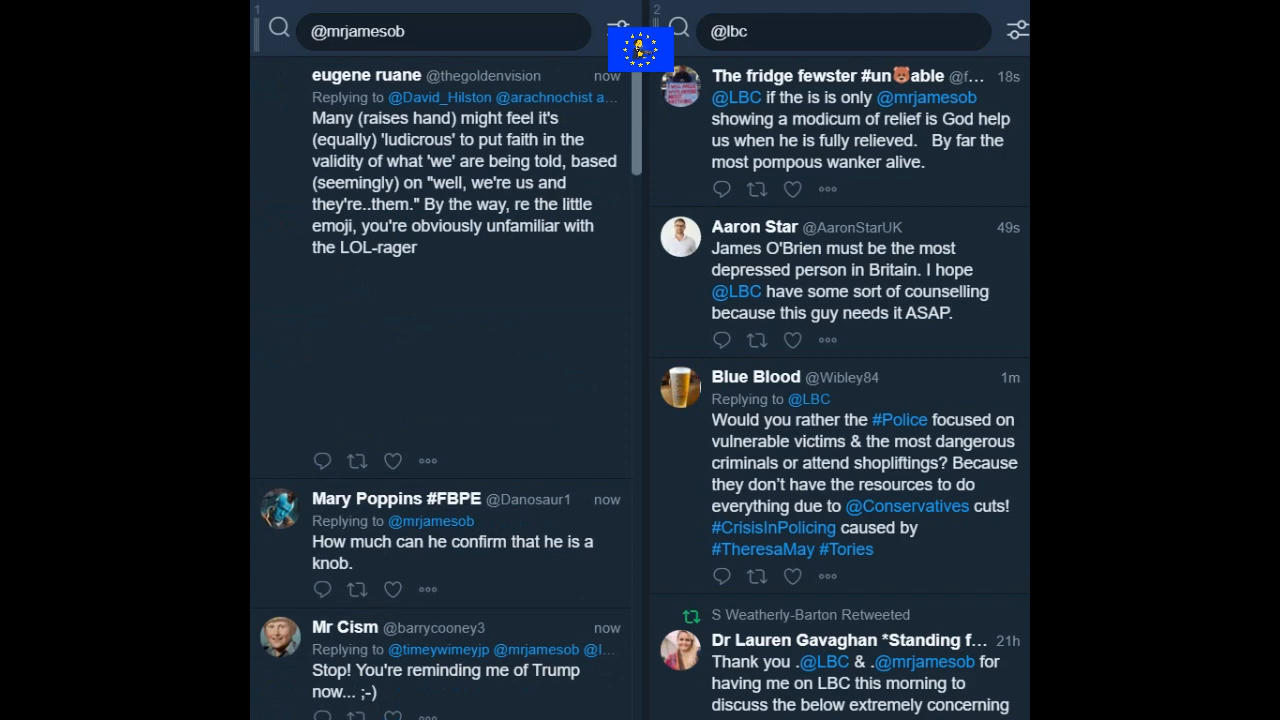 1
@mrjamesob
eugene ruane @thegoldenvision now
Replying to @David_Hilston @arachnochist a...
Many (raises hand) might feel it's
(equally) 'ludicrous' to put faith in the
validity of what 'we' are being told, based
(seemingly) on "well, we're us and
they're..them." By the way, re the little
emoji, you're obviously unfamiliar with
the LOL-rager
Mary Poppins #FBPE @Danosaur1 now
Replying to @mrjamesob
How much can he confirm that he is a
knob.
Mr Cism @barrycooney3 now
Replying to @timeywimeyjp @mrjamesob @l...
Stop! You're reminding me of Trump
now... ;-)
2
@lbc
The fridge fewster #un🐻able @f... 18s
@LBC if the is is only @mrjamesob
showing a modicum of relief is God help
us when he is fully relieved. By far the
most pompous wanker alive.
Aaron Star @AaronStarUK 49s
James O'Brien must be the most
depressed person in Britain. I hope
@LBC have some sort of counselling
because this guy needs it ASAP.
Blue Blood @Wibley84 1m
Replying to @LBC
Would you rather the #Police focused on
vulnerable victims & the most dangerous
criminals or attend shopliftings? Because
they don't have the resources to do
everything due to @Conservatives cuts!
#CrisisInPolicing caused by
#TheresaMay #Tories
S Weatherly-Barton Retweeted
Dr Lauren Gavaghan *Standing f... 21h
Thank you .@LBC & .@mrjamesob for
having me on LBC this morning to
discuss the below extremely concerning